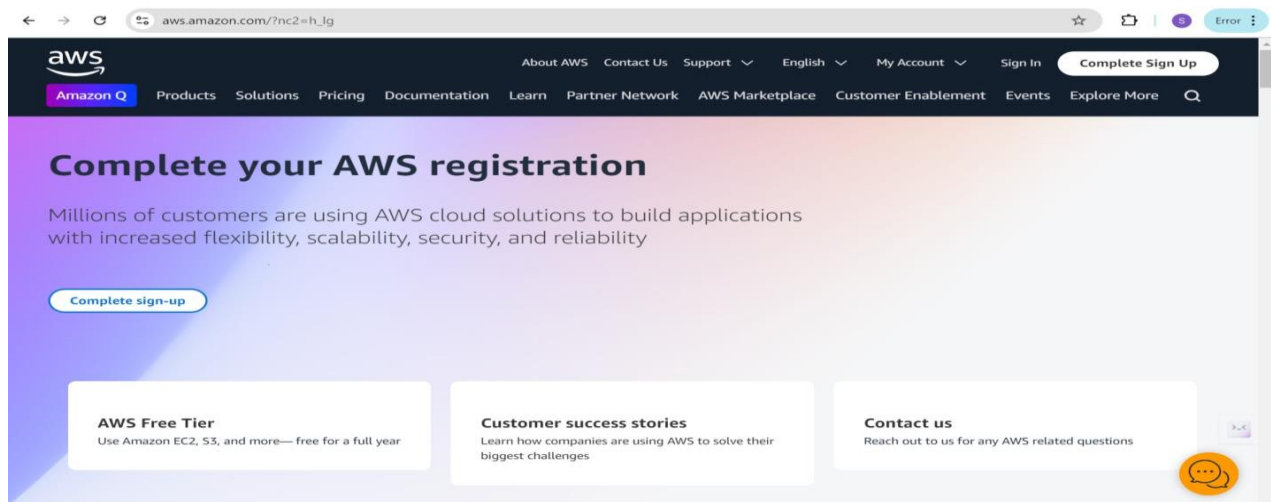 aws.amazon.com/?nc2=h_lg
S
Error
aws
About AWS Contact Us Support English My Account Sign In Complete Sign Up
Amazon Q Products Solutions Pricing Documentation Learn Partner Network AWS Marketplace Customer Enablement Events Explore More
Complete your AWS registration
Millions of customers are using AWS cloud solutions to build applications
with increased flexibility, scalability, security, and reliability
Complete sign-up
AWS Free Tier
Use Amazon EC2, S3, and more— free for a full year
Customer success stories
Learn how companies are using AWS to solve their
biggest challenges
Contact us
Reach out to us for any AWS related questions